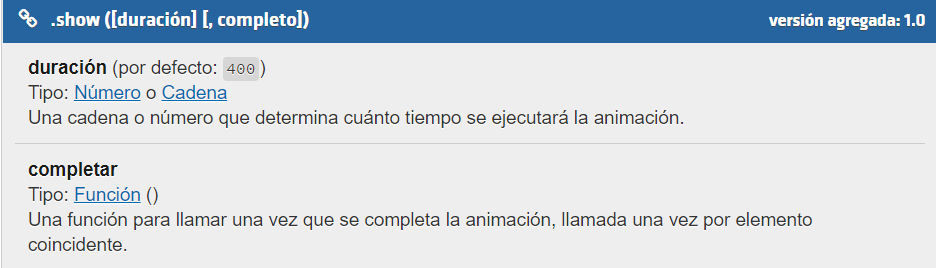 .show ([duración] [, completo])
versión agregada: 1.0
duración (por defecto: 400)
Tipo: Número o Cadena
Una cadena o número que determina cuánto tiempo se ejecutará la animación.
completar
Tipo: Función ()
Una función para llamar una vez que se completa la animación, llamada una vez por elemento
coincidente.